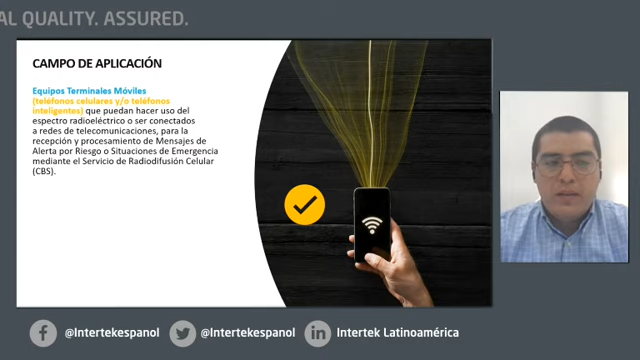 AL QUALITY. ASSURED.
CAMPO DE APLICACIÓN
Equipos Terminales Móviles
(teléfonos celulares y/o teléfonos
inteligentes) que puedan hacer uso del
espectro radioeléctrico o ser conectados
a redes de telecomunicaciones, para la
recepción y procesamiento de Mensajes de
Alerta por Riesgo o Situaciones de Emergencia
mediante el Servicio de Radiodifusión Celular
(CBS).
@Intertekespanol
@Intertekespanol
Intertek Latinoamérica